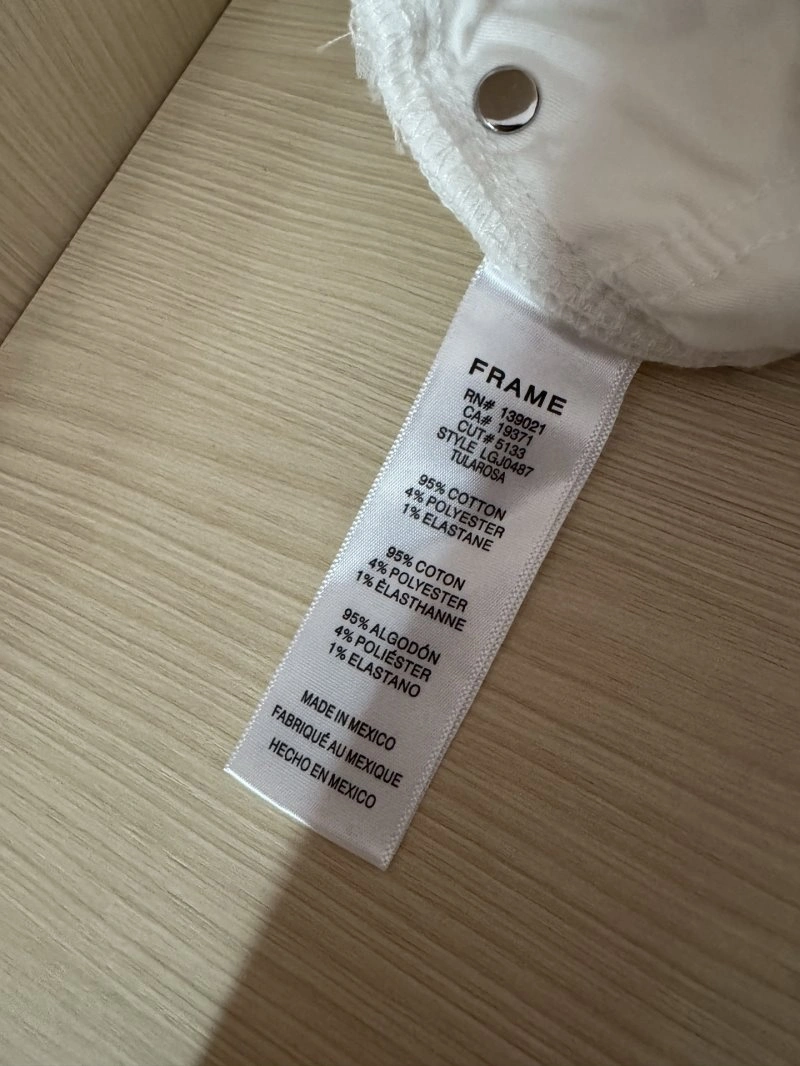 FRAME
RN# 139021
CA# 19371
CUT# 5133
STYLE LGJ0487
TULAROSA
95% COTTON
4% POLYESTER
1% ELASTANE
95% COTON
4% POLYESTER
1% ÉLASTHANNE
95% ALGODÓN
4% POLIÉSTER
1% ELASTANO
MADE IN MEXICO
FABRIQUÉ AU MEXIQUE
HECHO EN MEXICO